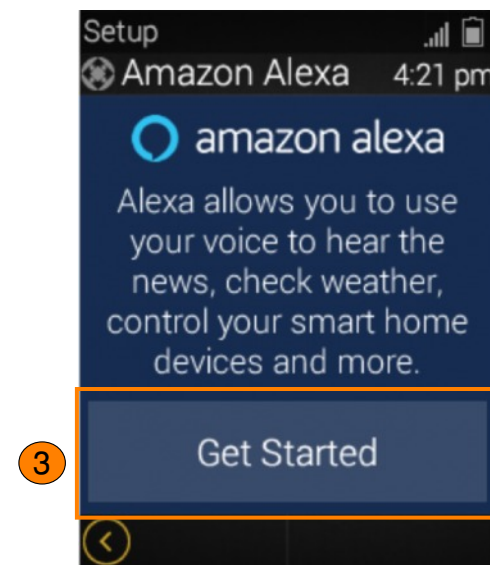 Setup
Amazon Alexa 4:21 pm
amazon alexa
Alexa allows you to use
your voice to hear the
news, check weather,
control your smart home
devices and more.
3 Get Started